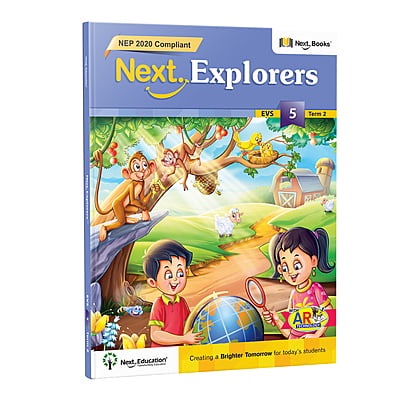 NEP 2020 Compliant
Next Books
Next Explorers
EVS 5 Term 2
AR
TECHNOLOGY
Next Education
Creating a Brighter Tomorrow for today's students